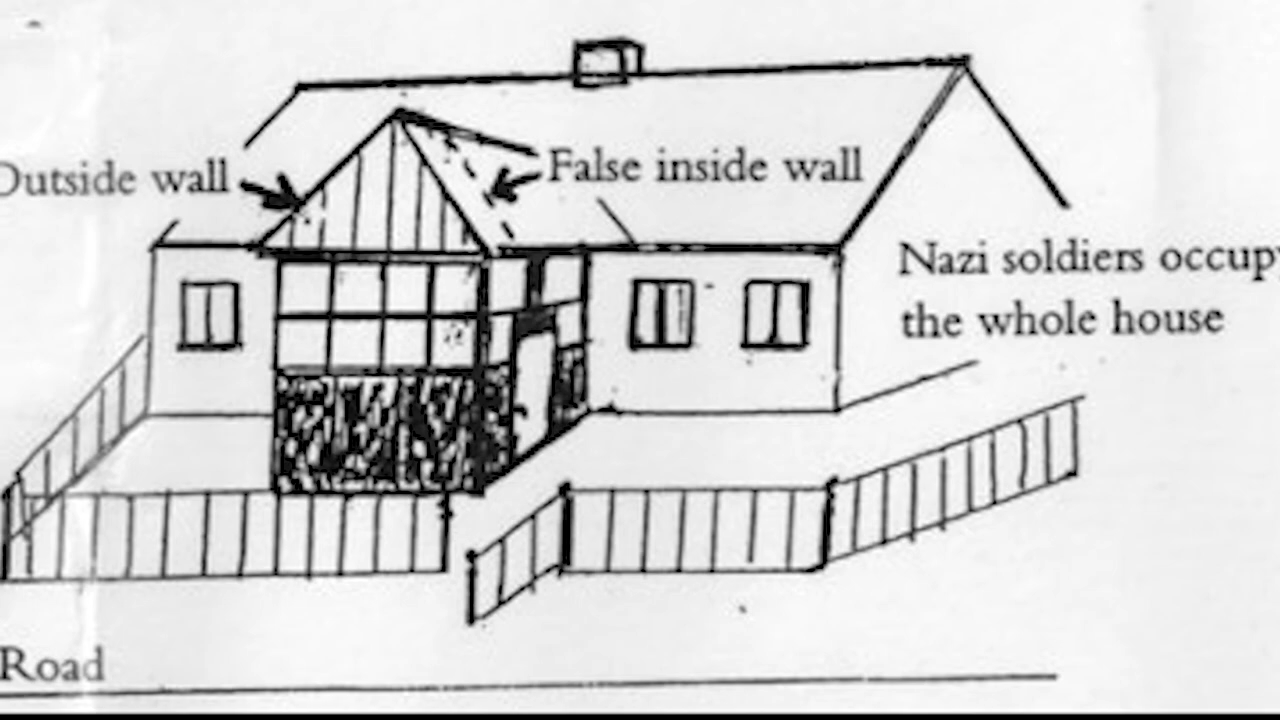 Outside wall
False inside wall
Nazi soldiers occupy
the whole house
Road